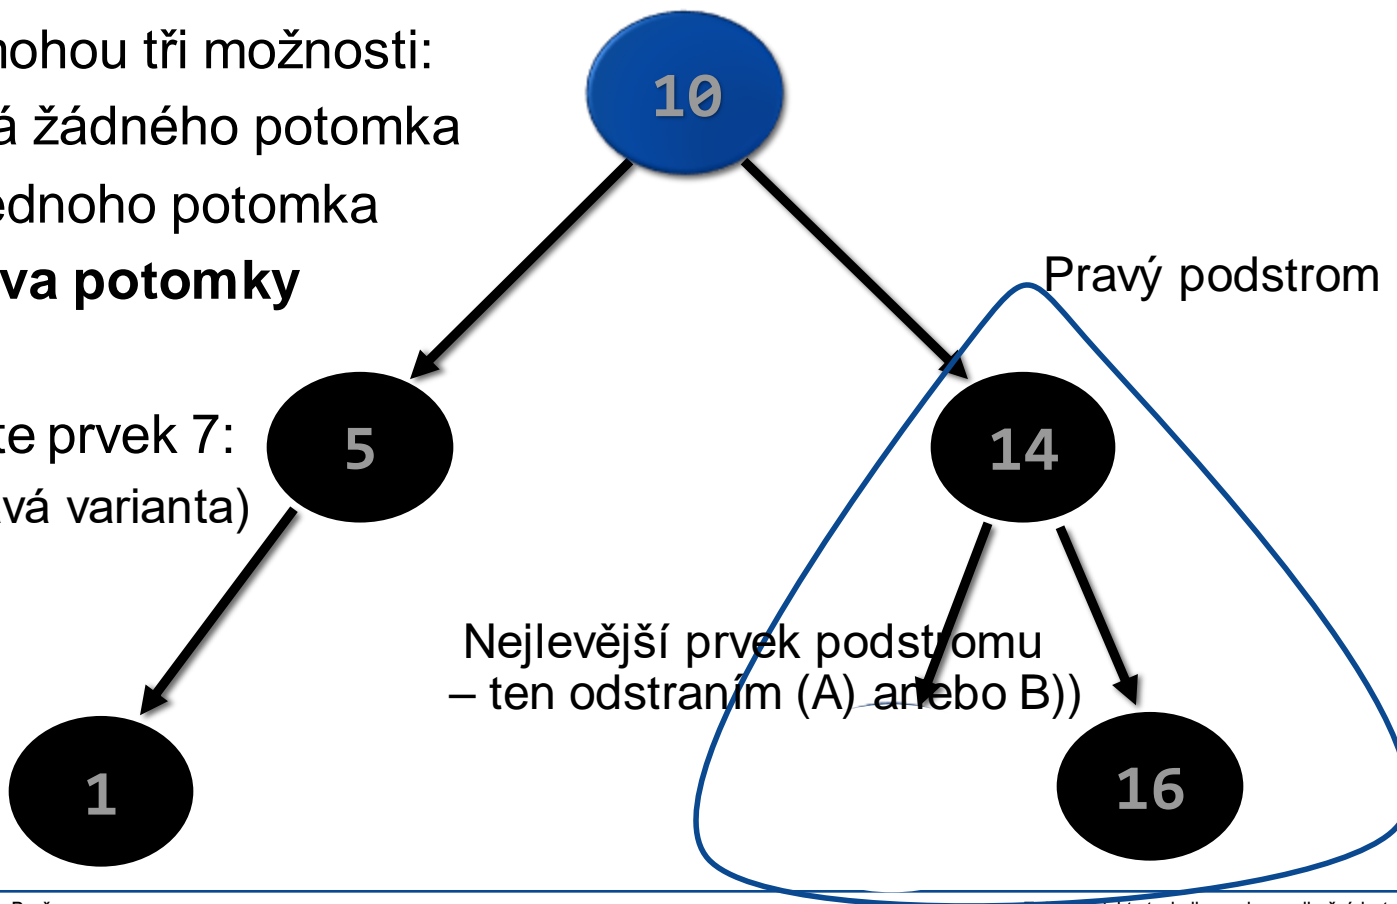 ohou tři možnosti:
á žádného potomka
ednoho potomka
va potomky
te prvek 7:
vá varianta)
10
Pravý podstrom
5
14
Nejlevější prvek podstromu
– ten odstraním (A) anebo B))
1
16